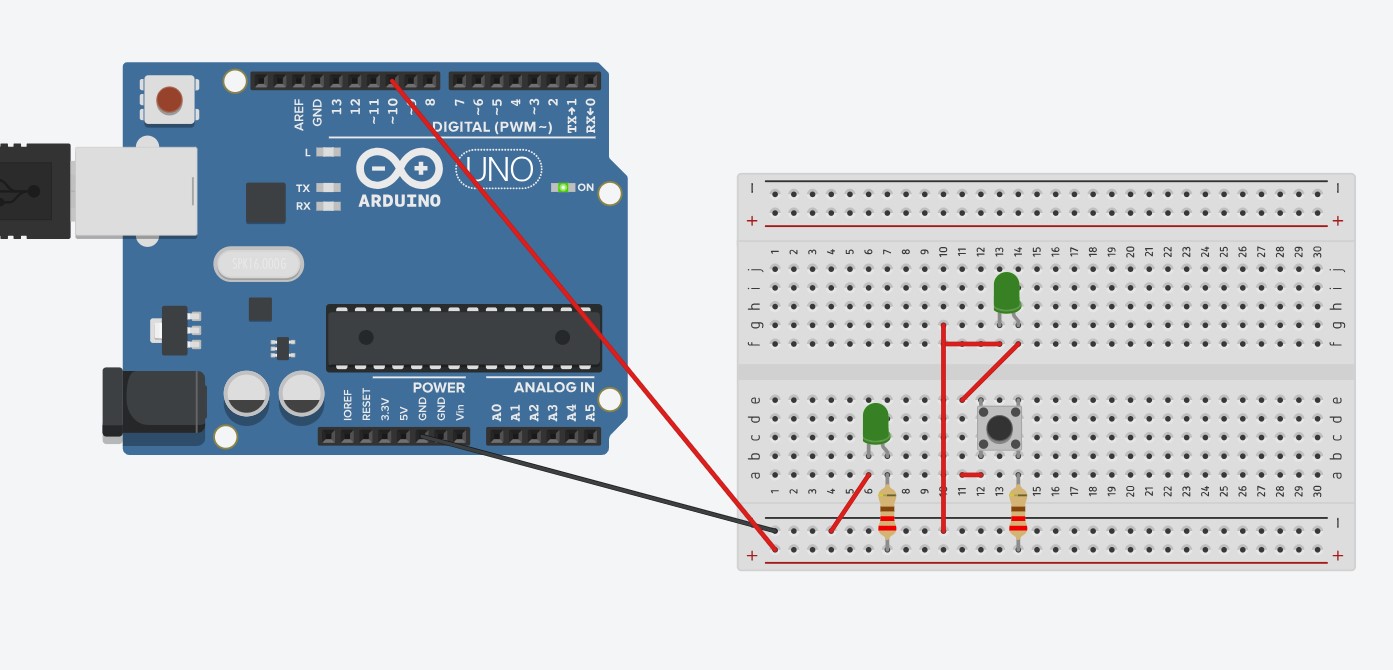 AREF GND 13 12 ~11 ~10 ~9 8 7 ~6 ~5 4 ~3 2 TX→1 RX←0
DIGITAL (PWM~)
L
UNO
TX
ON
RX
ARDUINO
SPK16.000G
POWER ANALOG IN
IOREF RESET 3.3V 5V GND GND Vin A0 A1 A2 A3 A4 A5
− −
+ +
1 2 3 4 5 6 7 8 9 10 11 12 13 14 15 16 17 18 19 20 21 22 23 24 25 26 27 28 29 30
j j
i i
h h
g g
f f
e e
d d
c c
b b
a a
1 2 3 4 5 6 7 8 9 10 11 12 13 14 15 16 17 18 19 20 21 22 23 24 25 26 27 28 29 30
−
+ +